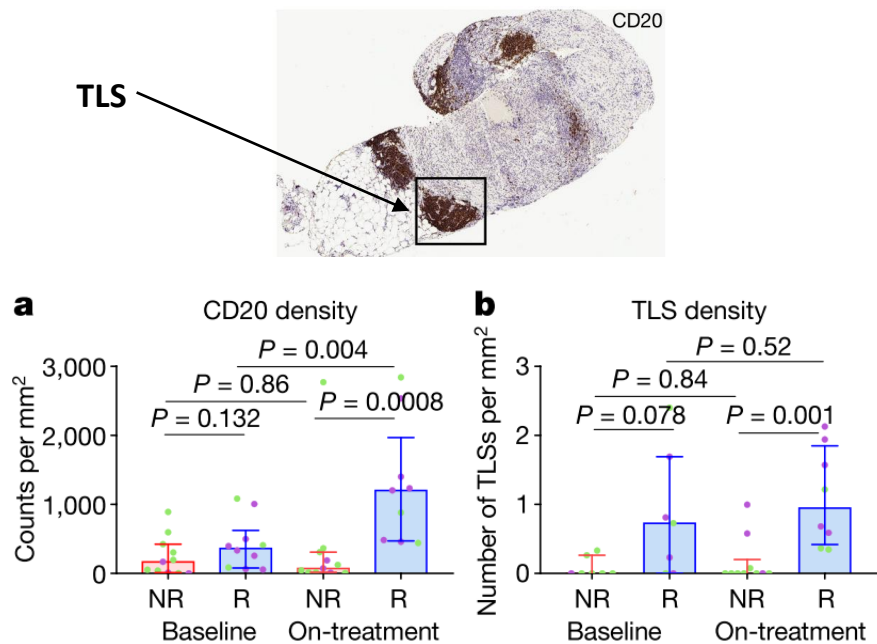 CD20
TLS
a
CD20 density
P = 0.004
P = 0.86
P = 0.132
P = 0.0008
Counts per mm²
3,000
2,000
1,000
0
NR
R
NR
R
Baseline
On-treatment
b
TLS density
P = 0.52
P = 0.84
P = 0.078
P = 0.001
Number of TLSs per mm²
3
2
1
0
NR
R
NR
R
Baseline
On-treatment